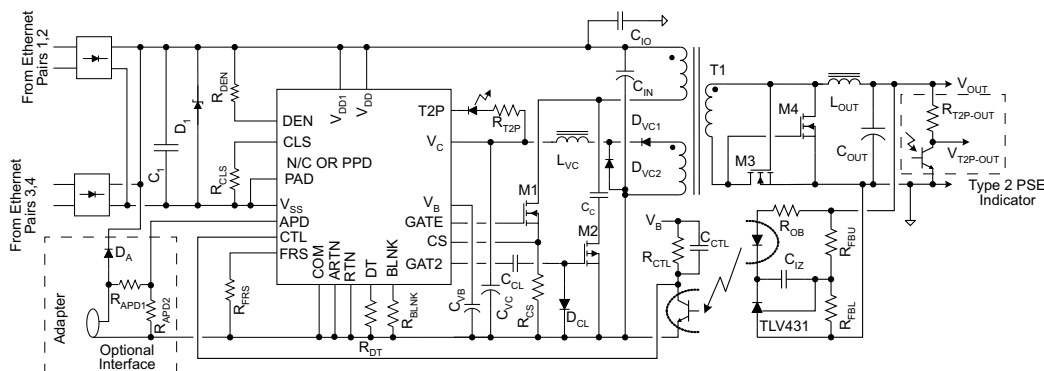 From Ethernet
Pairs 1,2
From Ethernet
Pairs 3,4
C1
D1
RDEN
RCLS
DEN
CLS
N/C OR PPD
PAD
VSS
APD
CTL
FRS
VDD1
VDD
T2P
VC
VB
GATE
CS
GAT2
COM
ARTN
RTN
DT
BLNK
Adapter
DA
RAPD1
RAPD2
Optional
Interface
RFRS
RDT
RBLNK
CVB
CVC
CCL
RCS
DCL
RT2P
LVC
DVC1
DVC2
M1
M2
CC
CIO
CIN
T1
M3
M4
LOUT
COUT
VOUT
RT2P-OUT
VT2P-OUT
Type 2 PSE
Indicator
VB
RCTL
CCTL
ROB
CIZ
RFBU
RFBL
TLV431